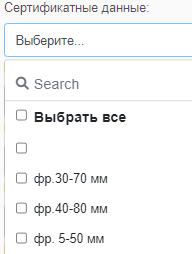 Сертификатные данные:
Выберите...
Search
Выбрать все
фр.30-70 мм
фр.40-80 мм
фр. 5-50 мм